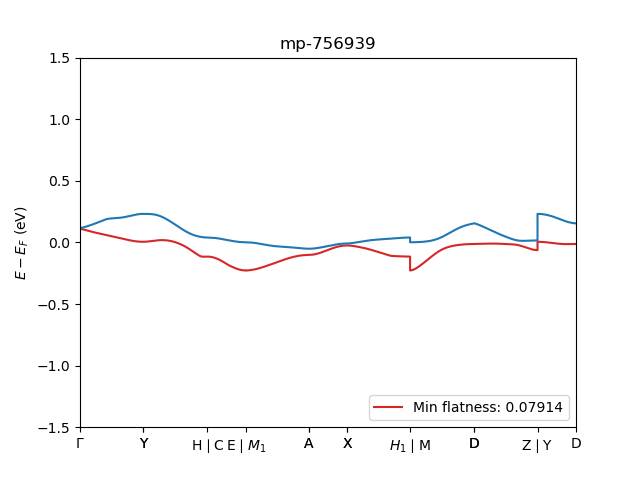 mp-756939
E − E_F (eV)
1.5
1.0
0.5
0.0
−0.5
−1.0
−1.5
Min flatness: 0.07914
Γ Y H | C E | M₁ A X H₁ | M D Z | Y D